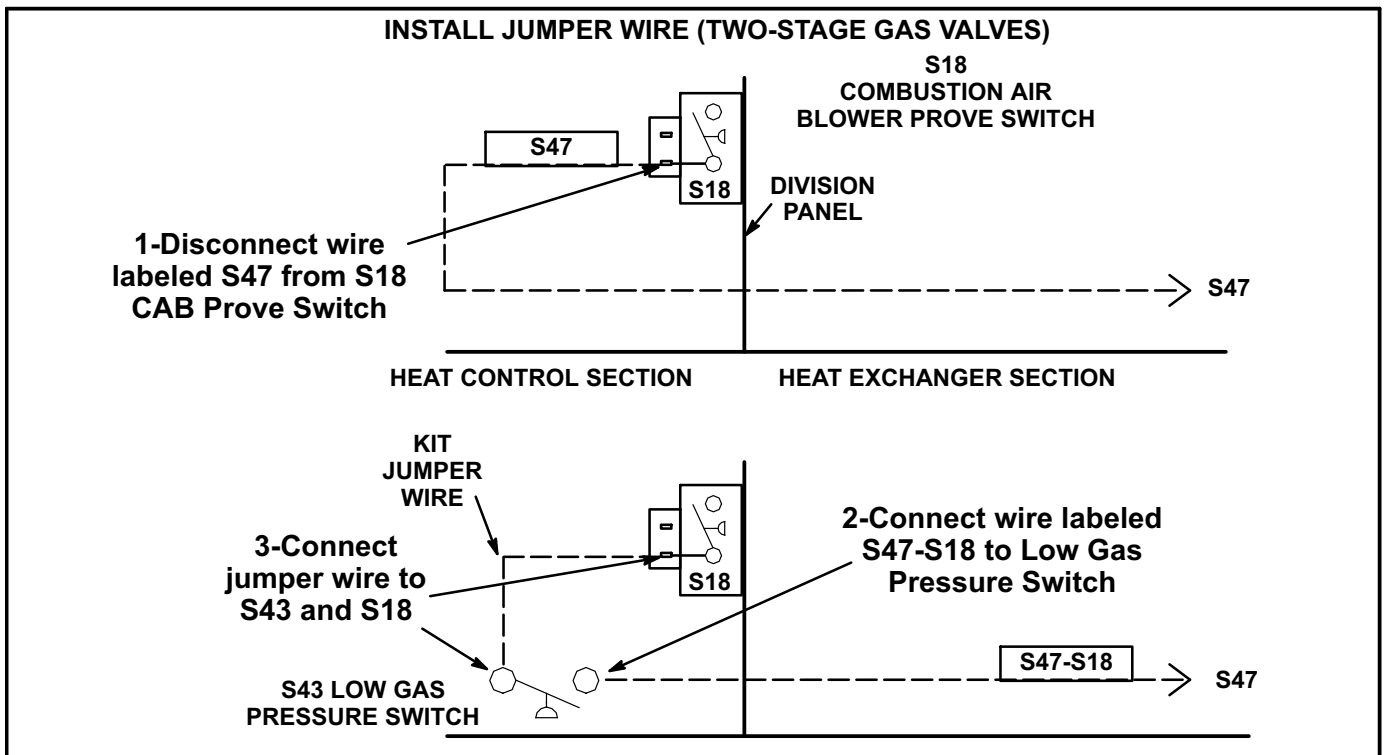 INSTALL JUMPER WIRE (TWO-STAGE GAS VALVES)
S18
COMBUSTION AIR
BLOWER PROVE SWITCH
S47
S18
DIVISION
PANEL
1-Disconnect wire
labeled S47 from S18
CAB Prove Switch
S47
HEAT CONTROL SECTION
HEAT EXCHANGER SECTION
KIT
JUMPER
WIRE
S18
2-Connect wire labeled
S47-S18 to Low Gas
Pressure Switch
3-Connect
jumper wire to
S43 and S18
S47-S18
S47
S43 LOW GAS
PRESSURE SWITCH